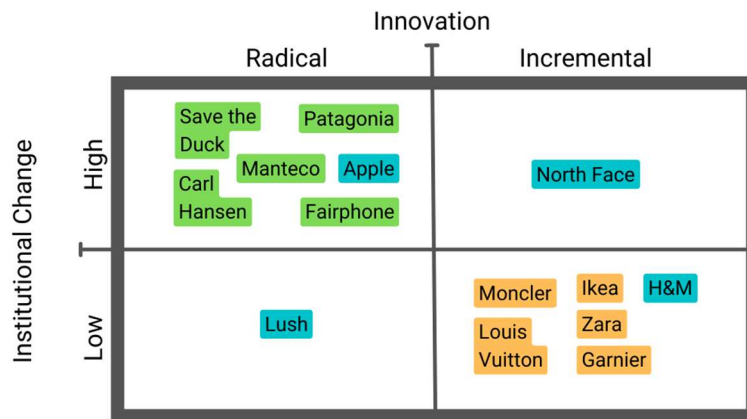 Innovation
Radical
Incremental
Institutional Change
High
Low
Save the
Duck
Patagonia
Manteco
Apple
Carl
Hansen
Fairphone
North Face
Lush
Moncler
Ikea
H&M
Louis
Vuitton
Zara
Garnier